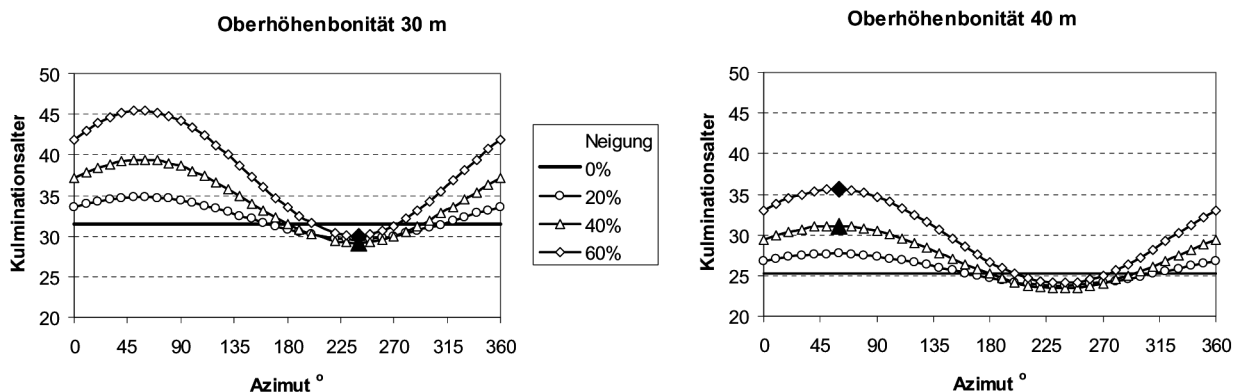 Oberhöhenbonität 30 m
Kulminationsalter
50
45
40
35
30
25
20
0 45 90 135 180 225 270 315 360
Azimut °
Neigung
0%
20%
40%
60%
Oberhöhenbonität 40 m
Kulminationsalter
50
45
40
35
30
25
20
0 45 90 135 180 225 270 315 360
Azimut °